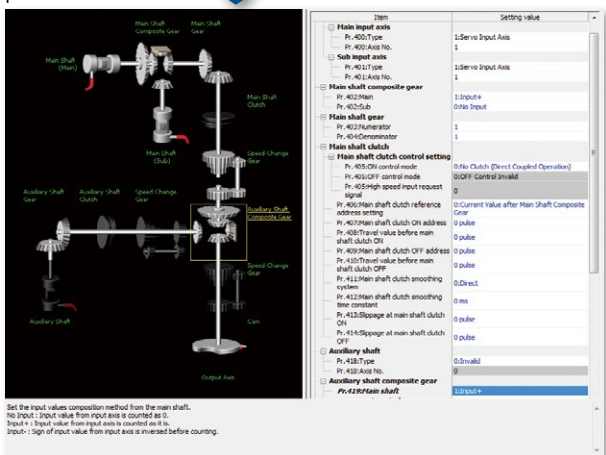 Main Shaft
Composite Gear
Main Shaft
Gear
Main Shaft
(Main)
Main Shaft
Clutch
Main Shaft
(Sub)
Speed Change
Gear
Auxiliary Shaft
Gear
Auxiliary Shaft
Clutch
Speed Change
Gear
Auxiliary Shaft
Composite Gear
Speed Change
Gear
Auxiliary Shaft
Cam
Output Axis
Item Setting value
Main input axis
Pr.400:Type 1:Servo Input Axis
Pr.400:Axis No. 1
Sub input axis
Pr.401:Type 1:Servo Input Axis
Pr.401:Axis No. 1
Main shaft composite gear
Pr.402:Main 1:Input+
Pr.402:Sub 0:No Input
Main shaft gear
Pr.403:Numerator 1
Pr.404:Denominator 1
Main shaft clutch
Main shaft clutch control setting
Pr.405:ON control mode 0:No Clutch (Direct Coupled Operation)
Pr.405:OFF control mode 0:OFF Control Invalid
Pr.405:High speed input request
signal 0
Pr.406:Main shaft clutch reference
address setting 0:Current Value after Main Shaft Composite
Gear
Pr.407:Main shaft clutch ON address 0 pulse
Pr.408:Travel value before main
shaft clutch ON 0 pulse
Pr.409:Main shaft clutch OFF address 0 pulse
Pr.410:Travel value before main
shaft clutch OFF 0 pulse
Pr.411:Main shaft clutch smoothing
system 0:Direct
Pr.412:Main shaft clutch smoothing
time constant 0 ms
Pr.413:Slippage at main shaft clutch
ON 0 pulse
Pr.414:Slippage at main shaft clutch
OFF 0 pulse
Auxiliary shaft
Pr.418:Type 0:Invalid
Pr.418:Axis No. 0
Auxiliary shaft composite gear
Pr.419:Main shaft 1:Input+
Set the input values composition method from the main shaft.
No Input : Input value from input axis is counted as 0.
Input+ : Input value from input axis is counted as it is.
Input- : Sign of input value from input axis is inversed before counting.